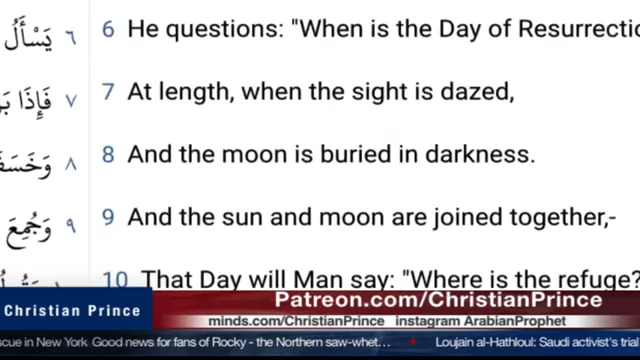 يَسْأَلُ ٦ 6 He questions: "When is the Day of Resurrectio
فَإِذَا ٧ 7 At length, when the sight is dazed,
٨ 8 And the moon is buried in darkness.
وَجُمِعَ ٩ 9 And the sun and moon are joined together,-
10 That Day will Man say: "Where is the refuge?
Christian Prince
Patreon.com/ChristianPrince
minds.com/ChristianPrince instagram ArabianProphet
scue in New York Good news for fans of Rocky - the Northern saw-whet... Loujain al-Hathloul: Saudi activist's trial